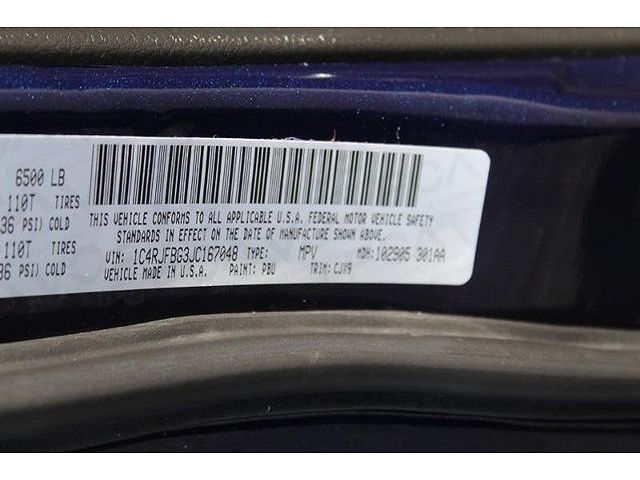 6500 LB
110T TIRES
36 PSI) COLD
110T TIRES
36 PSI) COLD
THIS VEHICLE CONFORMS TO ALL APPLICABLE U.S.A. FEDERAL MOTOR VEHICLE SAFETY
STANDARDS IN EFFECT ON THE DATE OF MANUFACTURE SHOWN ABOVE.
VIN: 1C4RJFBG3JC167048 TYPE: MPV MDH:102905 301AA
VEHICLE MADE IN U.S.A. PAINT: PBU TRIM: CJX9